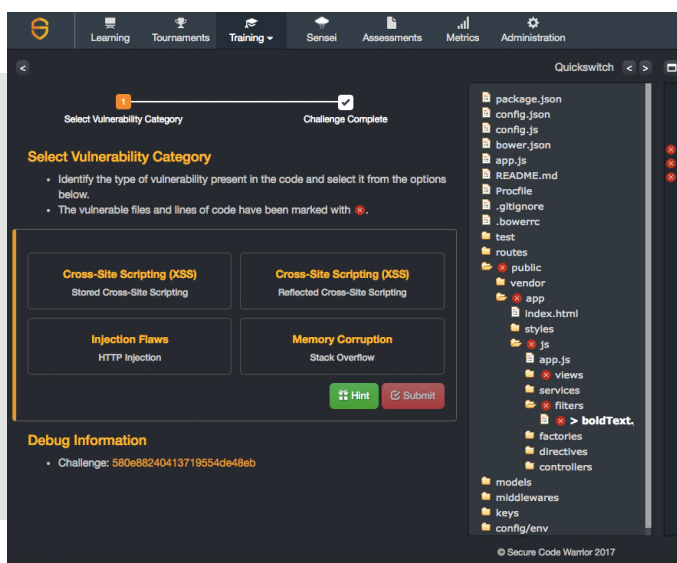 Learning
Tournaments
Training
Sensei
Assessments
Metrics
Administration
<
Quickswitch < >
1
Select Vulnerability Category
Challenge Complete
Select Vulnerability Category
• Identify the type of vulnerability present in the code and select it from the options
below.
• The vulnerable files and lines of code have been marked with .
Cross-Site Scripting (XSS)
Stored Cross-Site Scripting
Cross-Site Scripting (XSS)
Reflected Cross-Site Scripting
Injection Flaws
HTTP Injection
Memory Corruption
Stack Overflow
Hint
Submit
Debug Information
• Challenge: 580e88240413719554de48eb
package.json
config.json
config.js
bower.json
app.js
README.md
Procfile
.gitignore
.bowerrc
test
routes
public
vendor
app
index.html
styles
js
app.js
views
services
filters
> boldText.
factories
directives
controllers
models
middlewares
keys
config/env
© Secure Code Warrior 2017